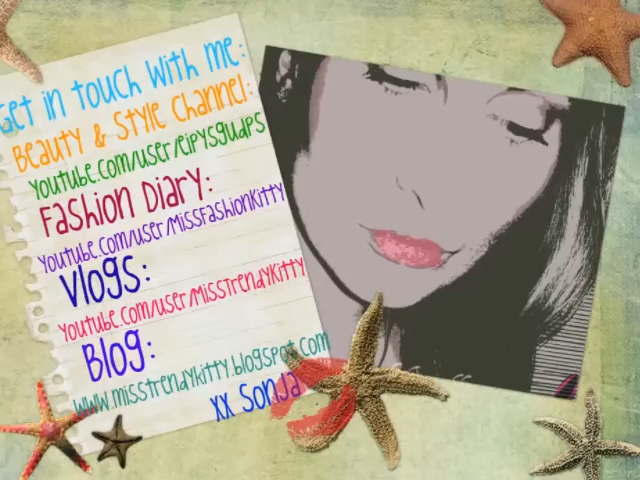 Get in touch with me:
Beauty & Style Channel:
youtube.com/user/eipysgudps
Fashion Diary:
youtube.com/user/MissFashionKitty
Vlogs:
youtube.com/user/MissTrendyKitty
Blog:
www.misstrendykitty.blogspot.com
xx Sonja